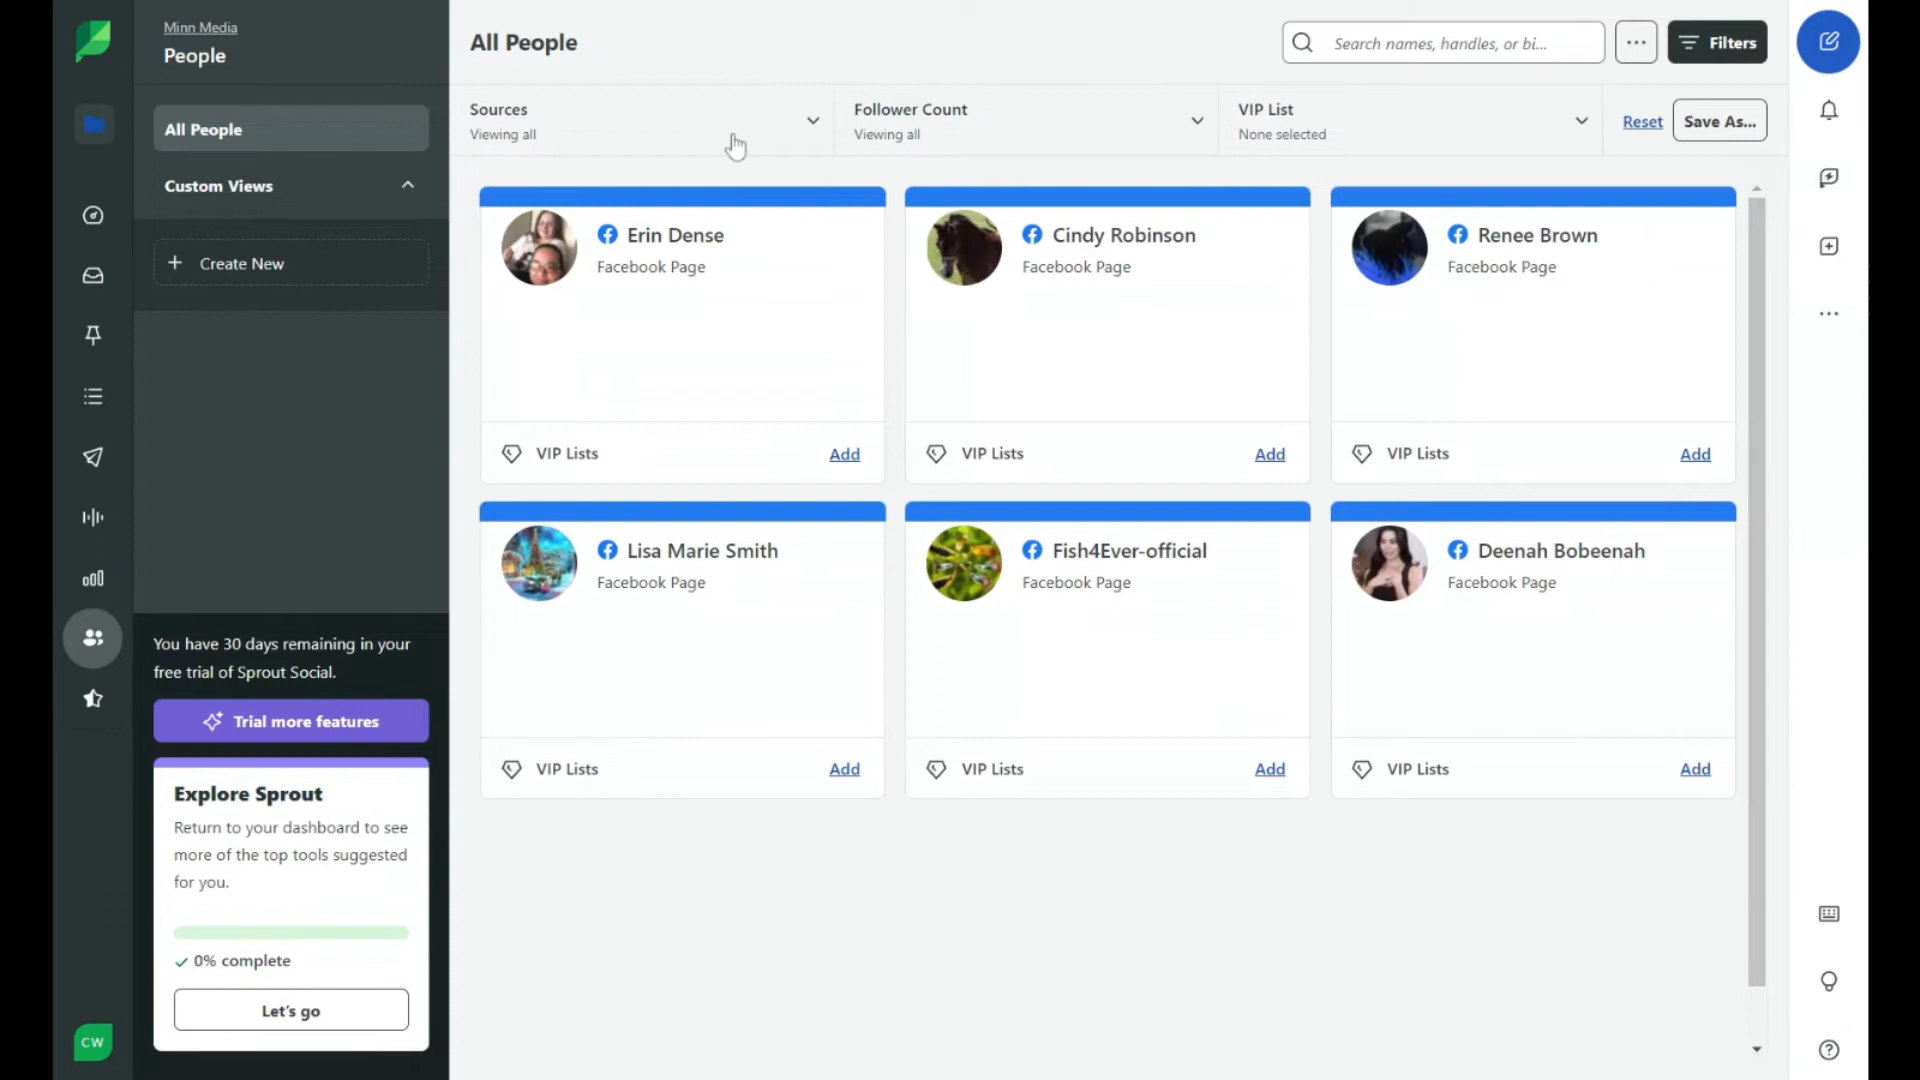 Minn Media
People
All People
Custom Views
Create New
You have 30 days remaining in your
free trial of Sprout Social.
Trial more features
Explore Sprout
Return to your dashboard to see
more of the top tools suggested
for you.
0% complete
Let's go
CW
All People
Search names, handles, or bi...
Filters
Sources
Viewing all
Follower Count
Viewing all
VIP List
None selected
Reset
Save As...
Erin Dense
Facebook Page
VIP Lists
Add
Cindy Robinson
Facebook Page
VIP Lists
Add
Renee Brown
Facebook Page
VIP Lists
Add
Lisa Marie Smith
Facebook Page
VIP Lists
Add
Fish4Ever-official
Facebook Page
VIP Lists
Add
Deenah Bobeenah
Facebook Page
VIP Lists
Add